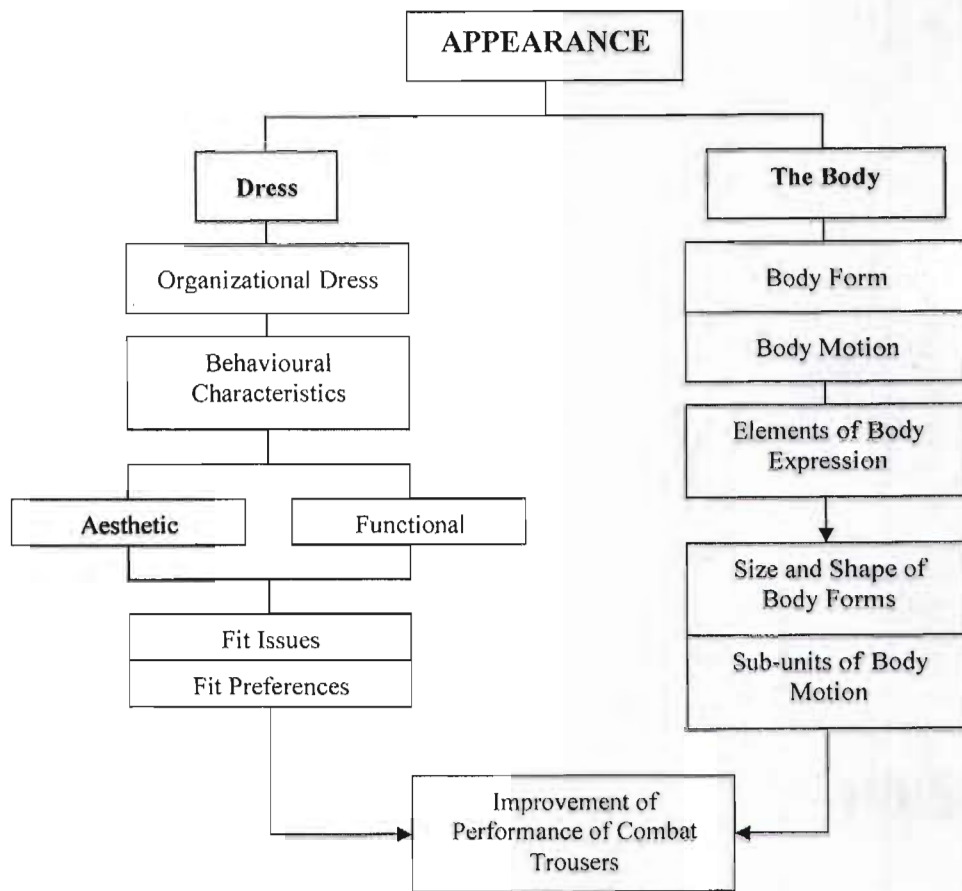 APPEARANCE
Dress
Organizational Dress
Behavioural
Characteristics
Aesthetic
Functional
Fit Issues
Fit Preferences
The Body
Body Form
Body Motion
Elements of Body
Expression
Size and Shape of
Body Forms
Sub-units of Body
Motion
Improvement of
Performance of Combat
Trousers